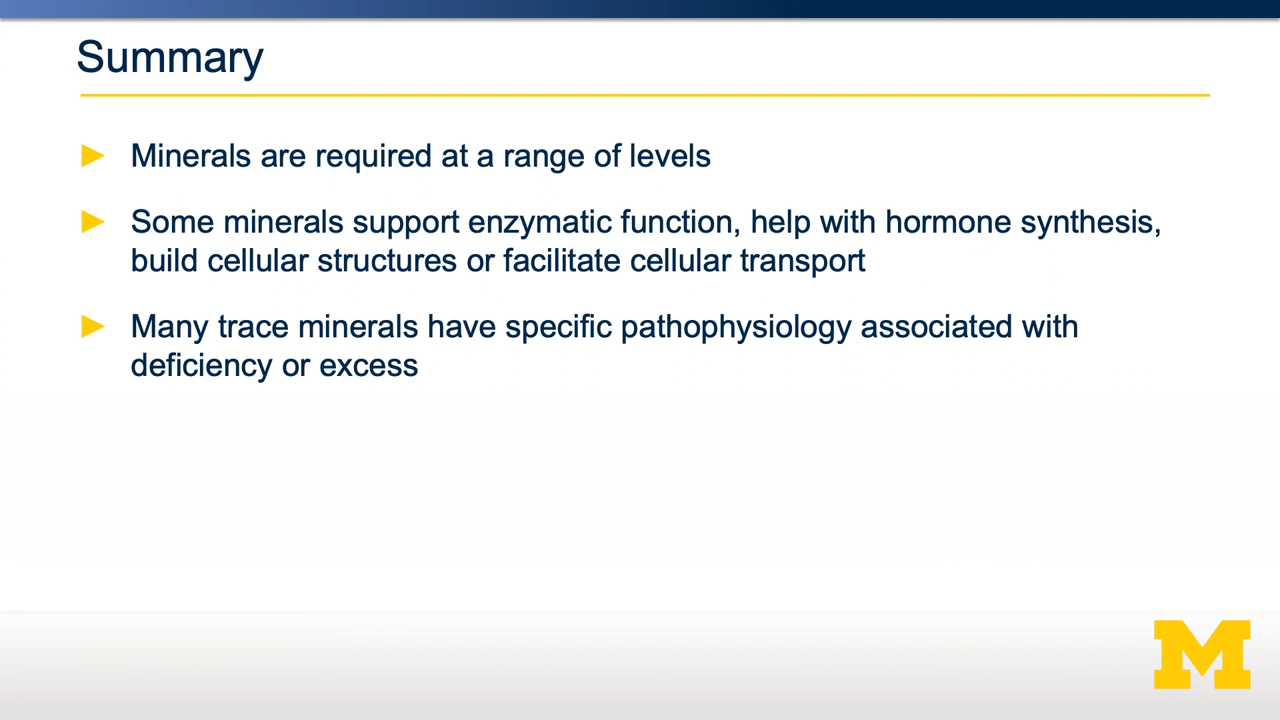 Summary
Minerals are required at a range of levels
Some minerals support enzymatic function, help with hormone synthesis,
build cellular structures or facilitate cellular transport
Many trace minerals have specific pathophysiology associated with
deficiency or excess
M